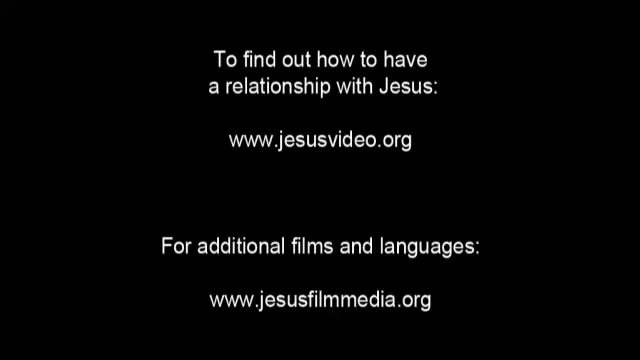 To find out how to have
a relationship with Jesus:
www.jesusvideo.org
For additional films and languages:
www.jesusfilmmedia.org